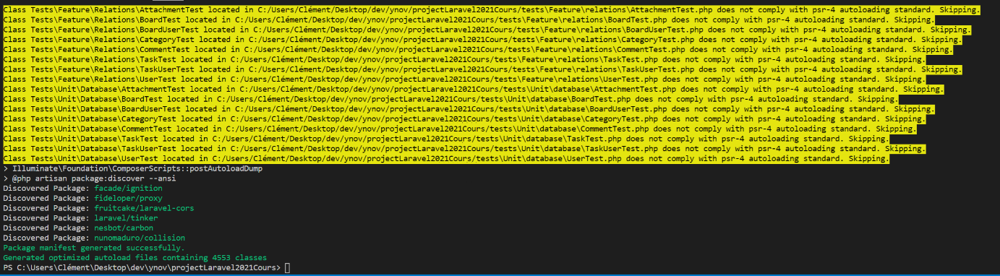 Class Tests\Feature\Relations\AttachmentTest located in C:/Users/Clément/Desktop/dev/ynov/projectLaravel2021Cours/tests\Feature\relations\AttachmentTest.php does not comply with psr-4 autoloading standard. Skipping.
Class Tests\Feature\Relations\BoardTest located in C:/Users/Clément/Desktop/dev/ynov/projectLaravel2021Cours/tests\Feature\relations\BoardTest.php does not comply with psr-4 autoloading standard. Skipping.
Class Tests\Feature\Relations\BoardUserTest located in C:/Users/Clément/Desktop/dev/ynov/projectLaravel2021Cours/tests\Feature\relations\BoardUserTest.php does not comply with psr-4 autoloading standard. Skipping.
Class Tests\Feature\Relations\CategoryTest located in C:/Users/Clément/Desktop/dev/ynov/projectLaravel2021Cours/tests\Feature\relations\CategoryTest.php does not comply with psr-4 autoloading standard. Skipping.
Class Tests\Feature\Relations\CommentTest located in C:/Users/Clément/Desktop/dev/ynov/projectLaravel2021Cours/tests\Feature\relations\CommentTest.php does not comply with psr-4 autoloading standard. Skipping.
Class Tests\Feature\Relations\TaskTest located in C:/Users/Clément/Desktop/dev/ynov/projectLaravel2021Cours/tests\Feature\relations\TaskTest.php does not comply with psr-4 autoloading standard. Skipping.
Class Tests\Feature\Relations\TaskUserTest located in C:/Users/Clément/Desktop/dev/ynov/projectLaravel2021Cours/tests\Feature\relations\TaskUserTest.php does not comply with psr-4 autoloading standard. Skipping.
Class Tests\Feature\Relations\UserTest located in C:/Users/Clément/Desktop/dev/ynov/projectLaravel2021Cours/tests\Feature\relations\UserTest.php does not comply with psr-4 autoloading standard. Skipping.
Class Tests\Unit\Database\AttachmentTest located in C:/Users/Clément/Desktop/dev/ynov/projectLaravel2021Cours/tests\Unit\database\AttachmentTest.php does not comply with psr-4 autoloading standard. Skipping.
Class Tests\Unit\Database\BoardTest located in C:/Users/Clément/Desktop/dev/ynov/projectLaravel2021Cours/tests\Unit\database\BoardTest.php does not comply with psr-4 autoloading standard. Skipping.
Class Tests\Unit\Database\BoardUserTest located in C:/Users/Clément/Desktop/dev/ynov/projectLaravel2021Cours/tests\Unit\database\BoardUserTest.php does not comply with psr-4 autoloading standard. Skipping.
Class Tests\Unit\Database\CategoryTest located in C:/Users/Clément/Desktop/dev/ynov/projectLaravel2021Cours/tests\Unit\database\CategoryTest.php does not comply with psr-4 autoloading standard. Skipping.
Class Tests\Unit\Database\CommentTest located in C:/Users/Clément/Desktop/dev/ynov/projectLaravel2021Cours/tests\Unit\database\CommentTest.php does not comply with psr-4 autoloading standard. Skipping.
Class Tests\Unit\Database\TaskTest located in C:/Users/Clément/Desktop/dev/ynov/projectLaravel2021Cours/tests\Unit\database\TaskTest.php does not comply with psr-4 autoloading standard. Skipping.
Class Tests\Unit\Database\TaskUserTest located in C:/Users/Clément/Desktop/dev/ynov/projectLaravel2021Cours/tests\Unit\database\TaskUserTest.php does not comply with psr-4 autoloading standard. Skipping.
Class Tests\Unit\Database\UserTest located in C:/Users/Clément/Desktop/dev/ynov/projectLaravel2021Cours/tests\Unit\database\UserTest.php does not comply with psr-4 autoloading standard. Skipping.
> Illuminate\Foundation\ComposerScripts::postAutoloadDump
> @php artisan package:discover --ansi
Discovered Package: facade/ignition
Discovered Package: fideloper/proxy
Discovered Package: fruitcake/laravel-cors
Discovered Package: laravel/tinker
Discovered Package: nesbot/carbon
Discovered Package: nunomaduro/collision
Package manifest generated successfully.
Generated optimized autoload files containing 4553 classes
PS C:\Users\Clément\Desktop\dev\ynov\projectLaravel2021Cours>